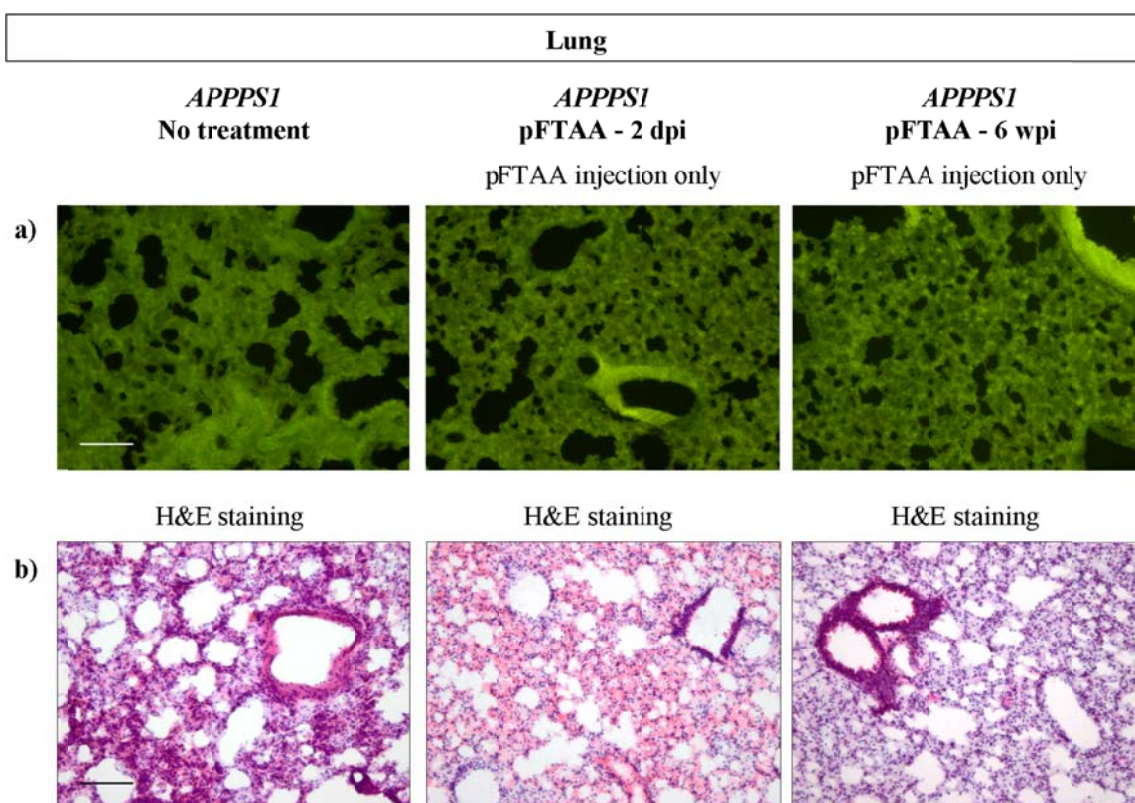 Lung
APPPS1
No treatment
APPPS1
pFTAA - 2 dpi
pFTAA injection only
APPPS1
pFTAA - 6 wpi
pFTAA injection only
a)
H&E staining
H&E staining
H&E staining
b)